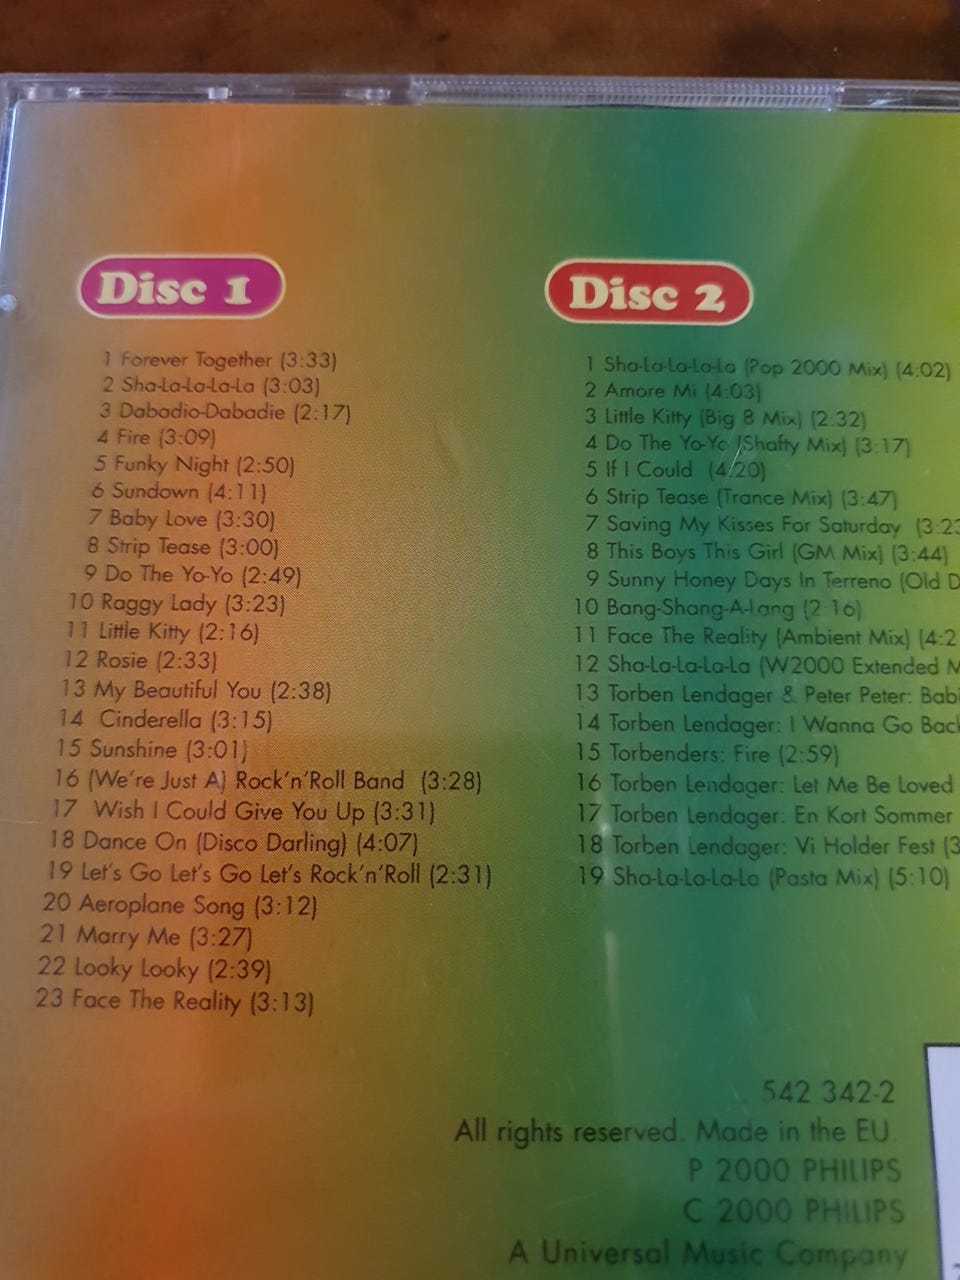 Disc 1
1 Forever Together (3:33)
2 Sha-La-La-La-La (3:03)
3 Dabadio-Dabadie (2:17)
4 Fire (3:09)
5 Funky Night (2:50)
6 Sundown (4:11)
7 Baby Love (3:30)
8 Strip Tease (3:00)
9 Do The Yo-Yo (2:49)
10 Raggy Lady (3:23)
11 Little Kitty (2:16)
12 Rosie (2:33)
13 My Beautiful You (2:38)
14 Cinderella (3:15)
15 Sunshine (3:01)
16 (We're Just A) Rock'n'Roll Band (3:28)
17 Wish I Could Give You Up (3:31)
18 Dance On (Disco Darling) (4:07)
19 Let's Go Let's Go Let's Rock'n'Roll (2:31)
20 Aeroplane Song (3:12)
21 Marry Me (3:27)
22 Looky Looky (2:39)
23 Face The Reality (3:13)
Disc 2
1 Sha-La-La-La-La (Pop 2000 Mix) (4:02)
2 Amore Mi (4:03)
3 Little Kitty (Big 8 Mix) (2:32)
4 Do The Yo-Yo (Shafty Mix) (3:17)
5 If I Could (4:20)
6 Strip Tease (Trance Mix) (3:47)
7 Saving My Kisses For Saturday (3:23
8 This Boys This Girl (GM Mix) (3:44)
9 Sunny Honey Days In Terreno (Old D
10 Bang-Shang-A-Lang (2:16)
11 Face The Reality (Ambient Mix) (4:2
12 Sha-La-La-La-La (W2000 Extended M
13 Torben Lendager & Peter Peter: Bab
14 Torben Lendager: I Wanna Go Back
15 Torbenders: Fire (2:59)
16 Torben Lendager: Let Me Be Loved
17 Torben Lendager: En Kort Sommer
18 Torben Lendager: Vi Holder Fest (3
19 Sha-La-La-La-La (Pasta Mix) (5:10)
542 342-2
All rights reserved. Made in the EU.
P 2000 PHILIPS
C 2000 PHILIPS
A Universal Music Company